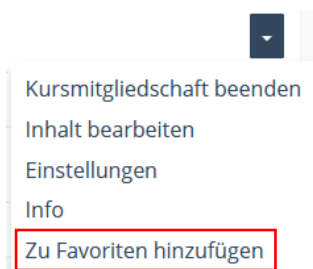 Kursmitgliedschaft beenden
Inhalt bearbeiten
Einstellungen
Info
Zu Favoriten hinzufügen